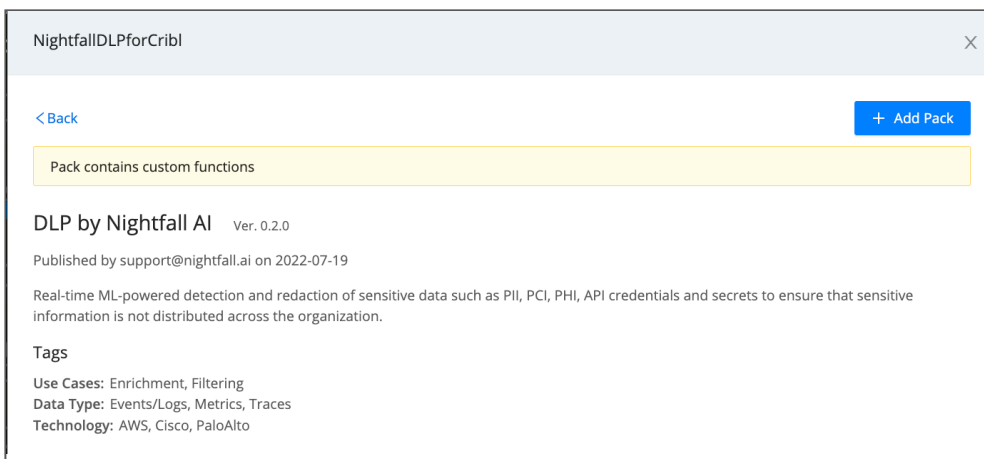 NightfallDLPforCribl
Back
+ Add Pack
Pack contains custom functions
DLP by Nightfall AI Ver. 0.2.0
Published by support@nightfall.ai on 2022-07-19
Real-time ML-powered detection and redaction of sensitive data such as PII, PCI, PHI, API credentials and secrets to ensure that sensitive
information is not distributed across the organization.
Tags
Use Cases: Enrichment, Filtering
Data Type: Events/Logs, Metrics, Traces
Technology: AWS, Cisco, PaloAlto